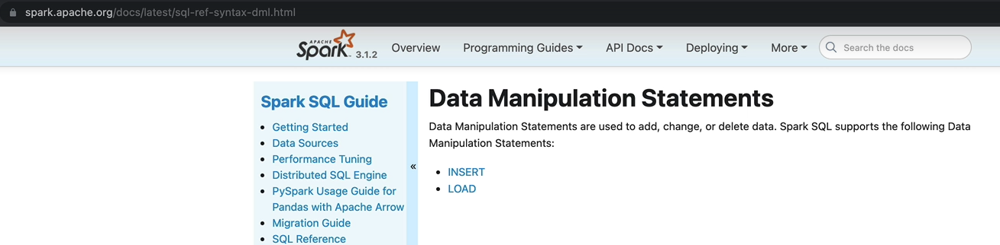 spark.apache.org/docs/latest/sql-ref-syntax-dml.html
APACHE
Spark™ 3.1.2 Overview Programming Guides API Docs Deploying More Search the docs
Spark SQL Guide
Getting Started
Data Sources
Performance Tuning
Distributed SQL Engine
PySpark Usage Guide for
Pandas with Apache Arrow
Migration Guide
SQL Reference
«
Data Manipulation Statements
Data Manipulation Statements are used to add, change, or delete data. Spark SQL supports the following Data
Manipulation Statements:
INSERT
LOAD